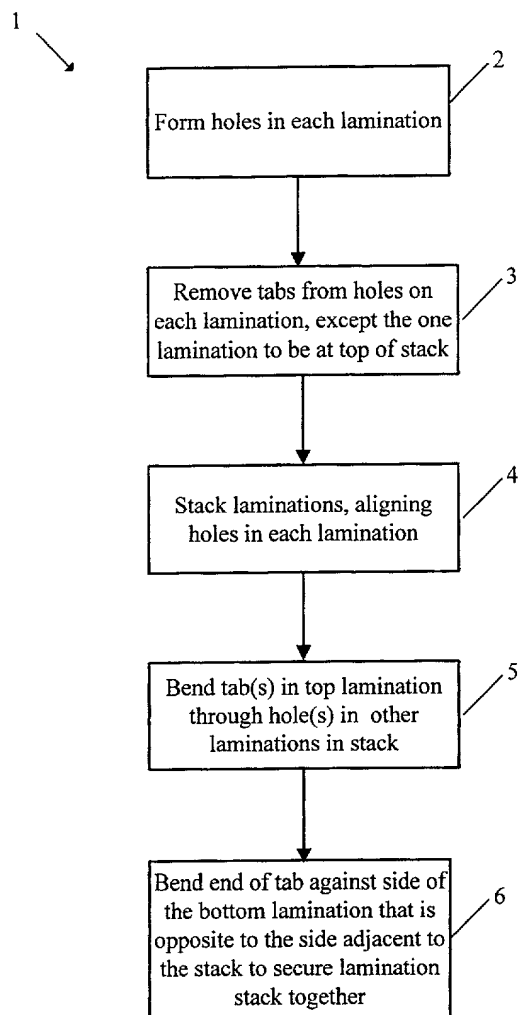 1
2
Form holes in each lamination
3
Remove tabs from holes on
each lamination, except the one
lamination to be at top of stack
4
Stack laminations, aligning
holes in each lamination
5
Bend tab(s) in top lamination
through hole(s) in other
laminations in stack
6
Bend end of tab against side of
the bottom lamination that is
opposite to the side adjacent to
the stack to secure lamination
stack together